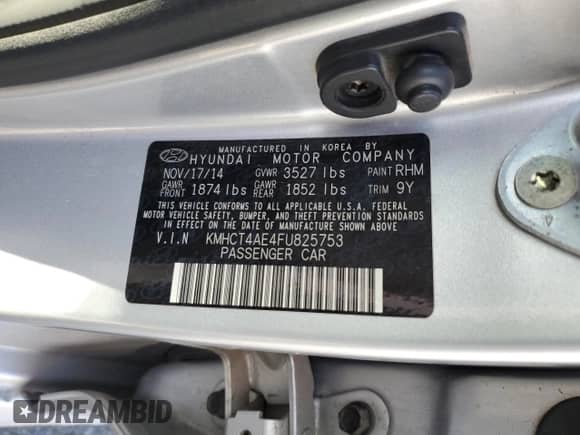 MANUFACTURED IN KOREA BY
HYUNDAI MOTOR COMPANY
NOV/17/14 GVWR 3527 lbs PAINT RHM
GAWR FRONT 1874 lbs GAWR REAR 1852 lbs TRIM 9Y
THIS VEHICLE CONFORMS TO ALL APPLICABLE U.S.A. FEDERAL
MOTOR VEHICLE SAFETY, BUMPER, AND THEFT PREVENTION STANDARDS
IN EFFECT ON THE DATE OF MANUFACTURE SHOWN ABOVE
V.I.N KMHCT4AE4FU825753
PASSENGER CAR
DREAMBID